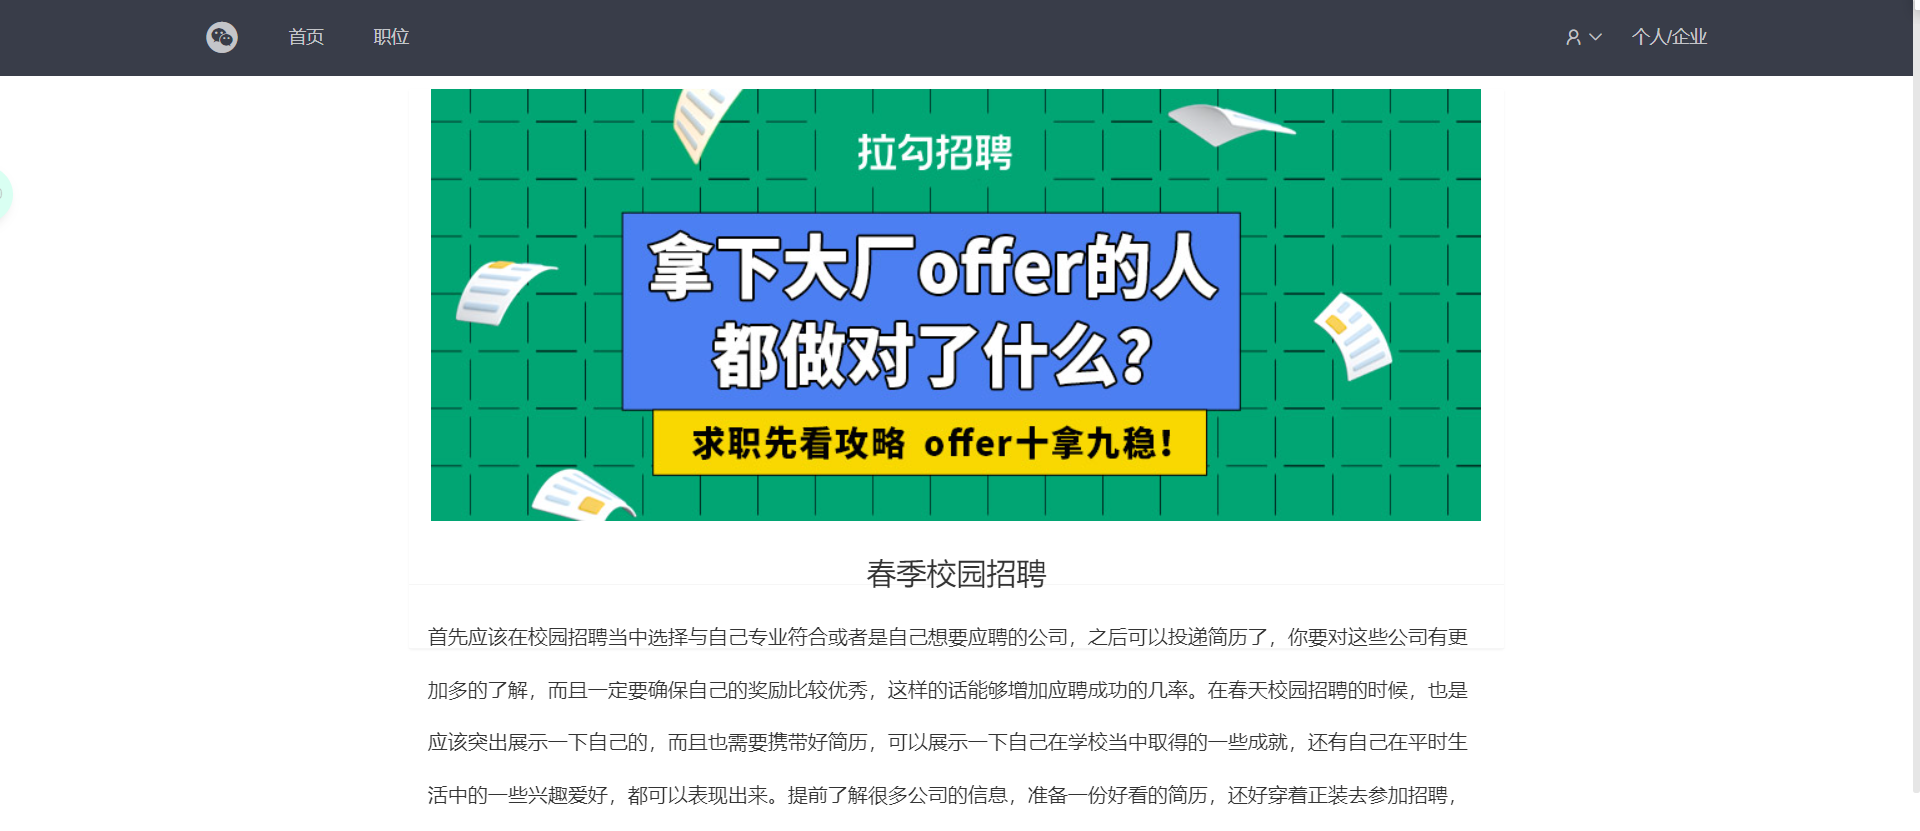 首页 职位 个人/企业
拉勾招聘
拿下大厂offer的人
都做对了什么?
求职先看攻略 offer十拿九稳!
春季校园招聘
首先应该在校园招聘当中选择与自己专业符合或者是自己想要应聘的公司，之后可以投递简历了，你要对这些公司有更
加多的了解，而且一定要确保自己的奖励比较优秀，这样的话能够增加应聘成功的几率。在春天校园招聘的时候，也是
应该突出展示一下自己的，而且也需要携带好简历，可以展示一下自己在学校当中取得的一些成就，还有自己在平时生
活中的一些兴趣爱好，都可以表现出来。提前了解很多公司的信息，准备一份好看的简历，还好穿着正装去参加招聘，